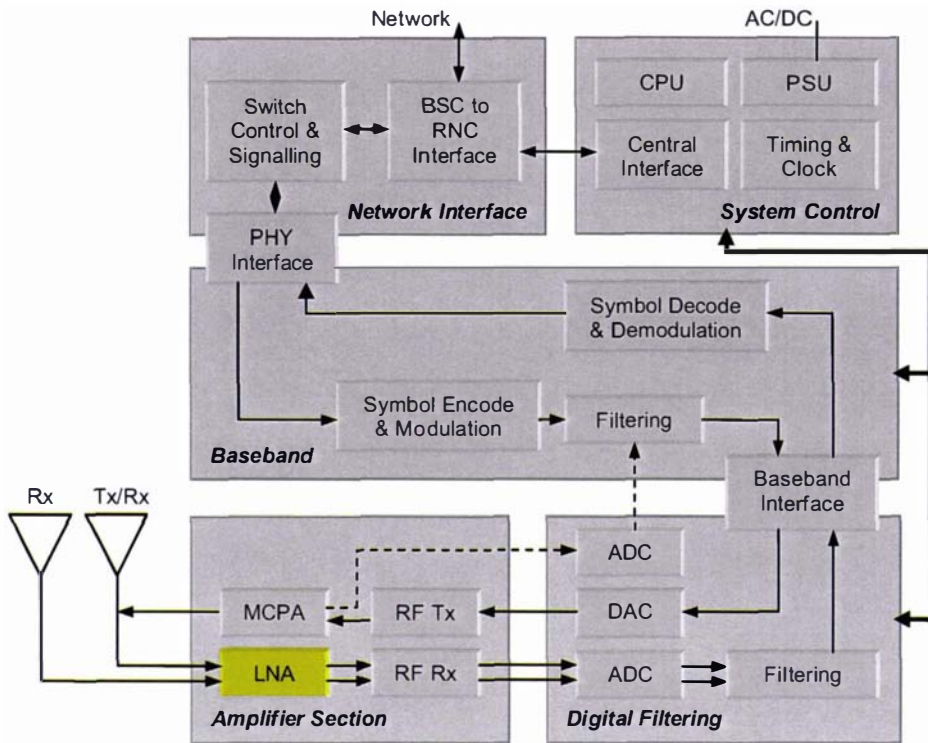 Network
AC/DC
Switch
Control &
Signalling
BSC to
RNC
Interface
Network Interface
CPU
PSU
Central
Interface
Timing &
Clock
System Control
PHY
Interface
Symbol Decode
& Demodulation
Symbol Encode
& Modulation
Filtering
Baseband
Baseband
Interface
Rx
Tx/Rx
MCPA
RF Tx
LNA
RF Rx
Amplifier Section
ADC
DAC
ADC
Filtering
Digital Filtering